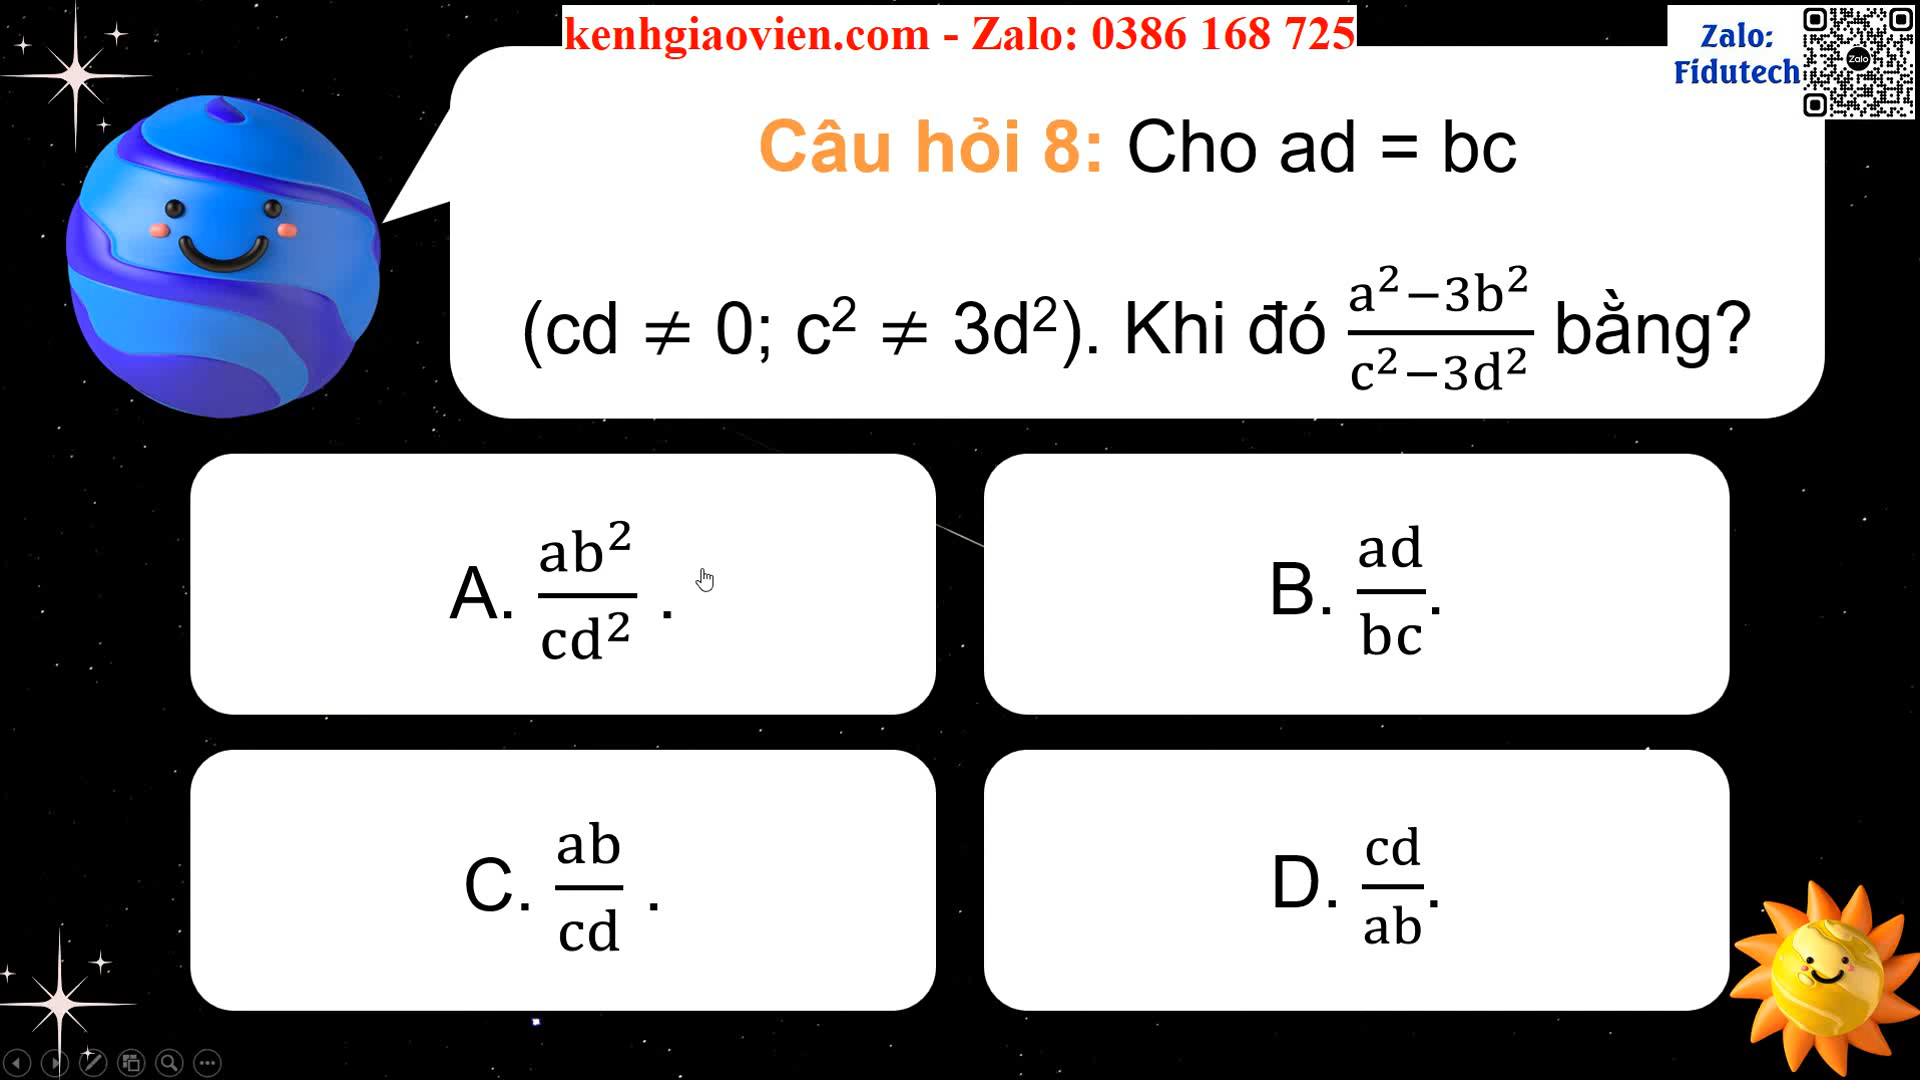 kenhgiaovien.com - Zalo: 0386 168 725
Zalo:
Fidutech
Zalo
Câu hỏi 8: Cho ad = bc
(cd ≠ 0; c² ≠ 3d²). Khi đó (a²−3b²)/(c²−3d²) bằng?
A. ab²/cd² .
B. ad/bc.
C. ab/cd .
D. cd/ab.